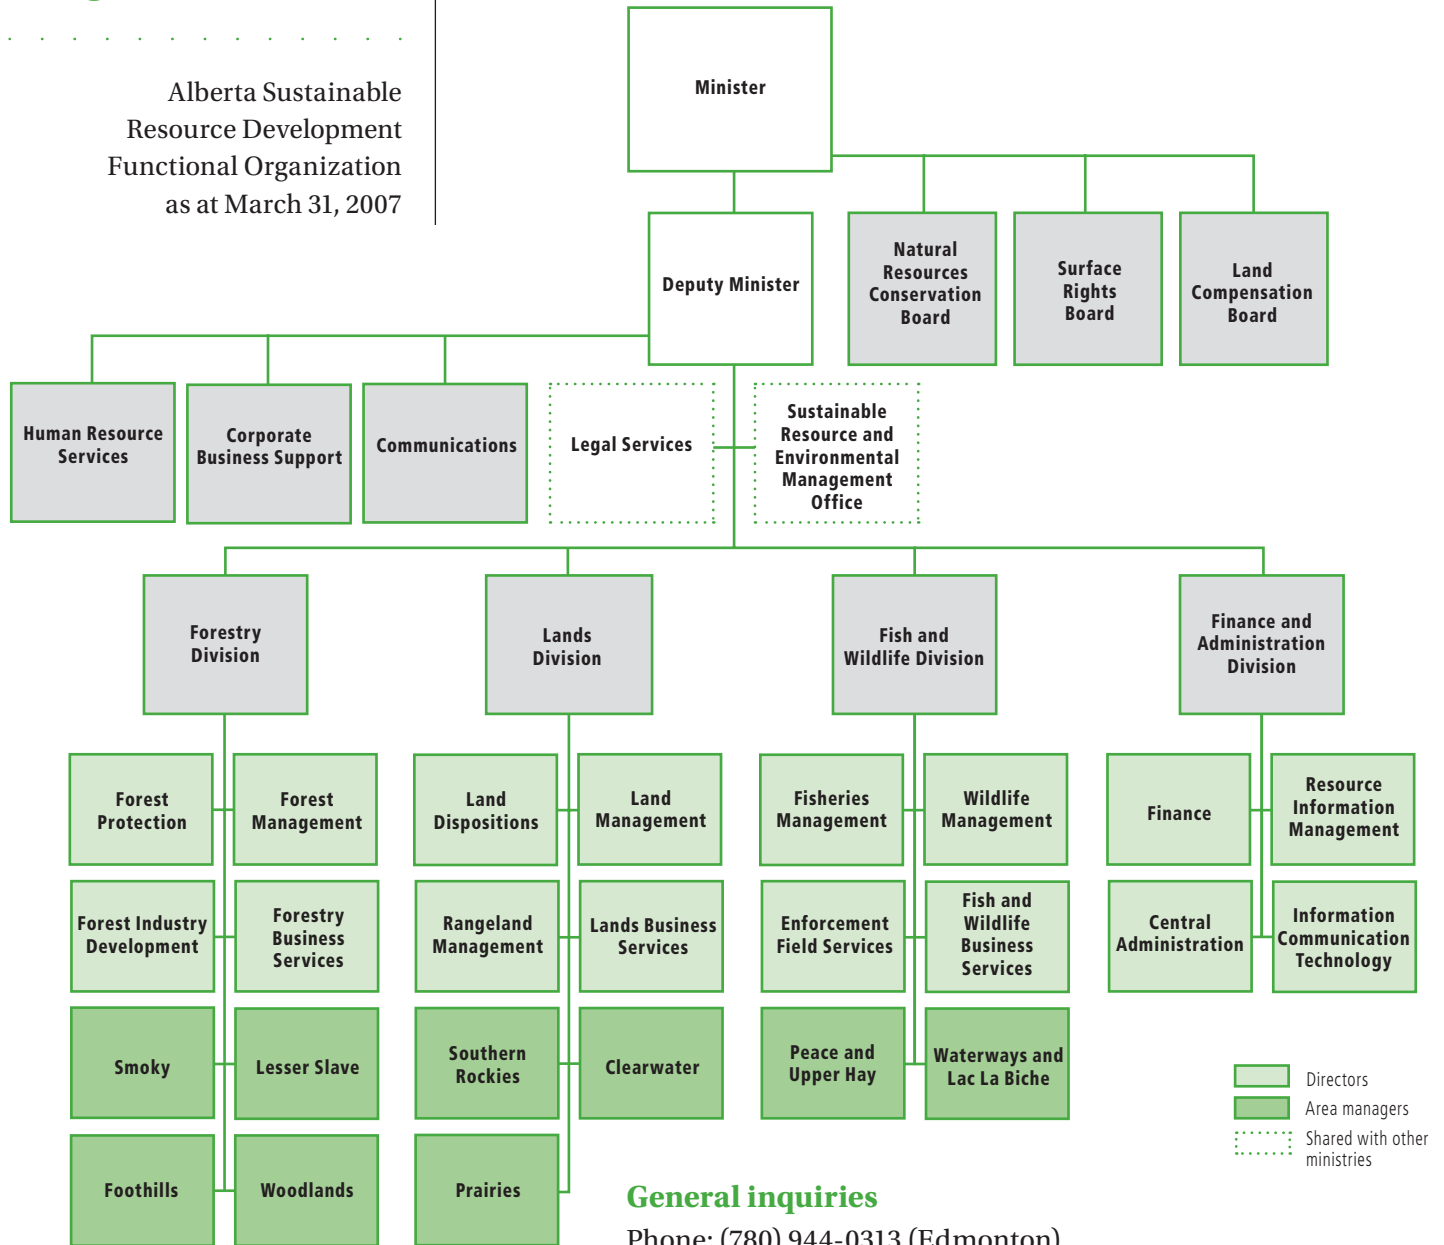 Alberta Sustainable
Resource Development
Functional Organization
as at March 31, 2007
Minister
Deputy Minister
Natural
Resources
Conservation
Board
Surface
Rights
Board
Land
Compensation
Board
Human Resource
Services
Corporate
Business Support
Communications
Legal Services
Sustainable
Resource and
Environmental
Management
Office
Forestry
Division
Lands
Division
Fish and
Wildlife Division
Finance and
Administration
Division
Forest
Protection
Forest
Management
Land
Dispositions
Land
Management
Fisheries
Management
Wildlife
Management
Finance
Resource
Information
Management
Forest Industry
Development
Forestry
Business
Services
Rangeland
Management
Lands Business
Services
Enforcement
Field Services
Fish and
Wildlife
Business
Services
Central
Administration
Information
Communication
Technology
Smoky
Lesser Slave
Southern
Rockies
Clearwater
Peace and
Upper Hay
Waterways and
Lac La Biche
Foothills
Woodlands
Prairies
Directors
Area managers
Shared with other
ministries
General inquiries
Phone: (780) 944-0313 (Edmonton)